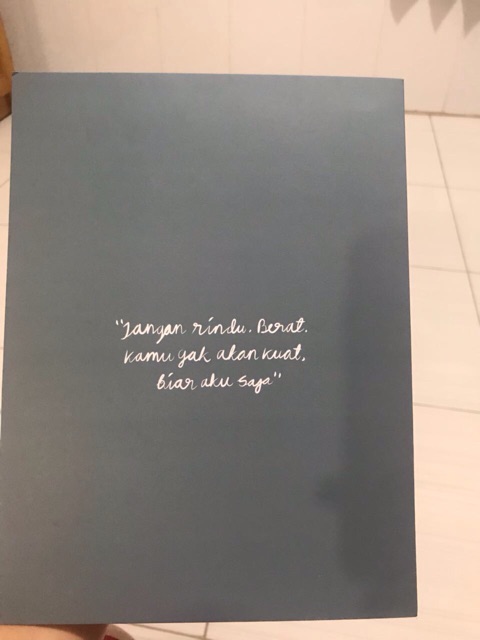 "Jangan rindu. Berat.
Kamu gak akan kuat.
Biar aku saja"